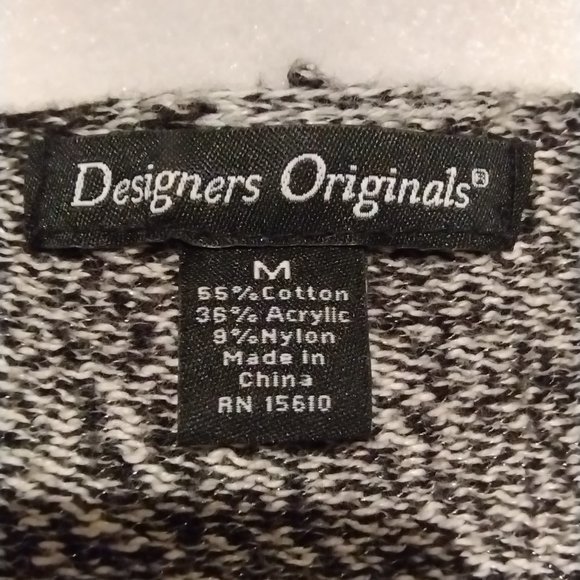 Designers Originals®
M
55%Cotton
36% Acrylic
9%Nylon
Made in
China
RN 15610